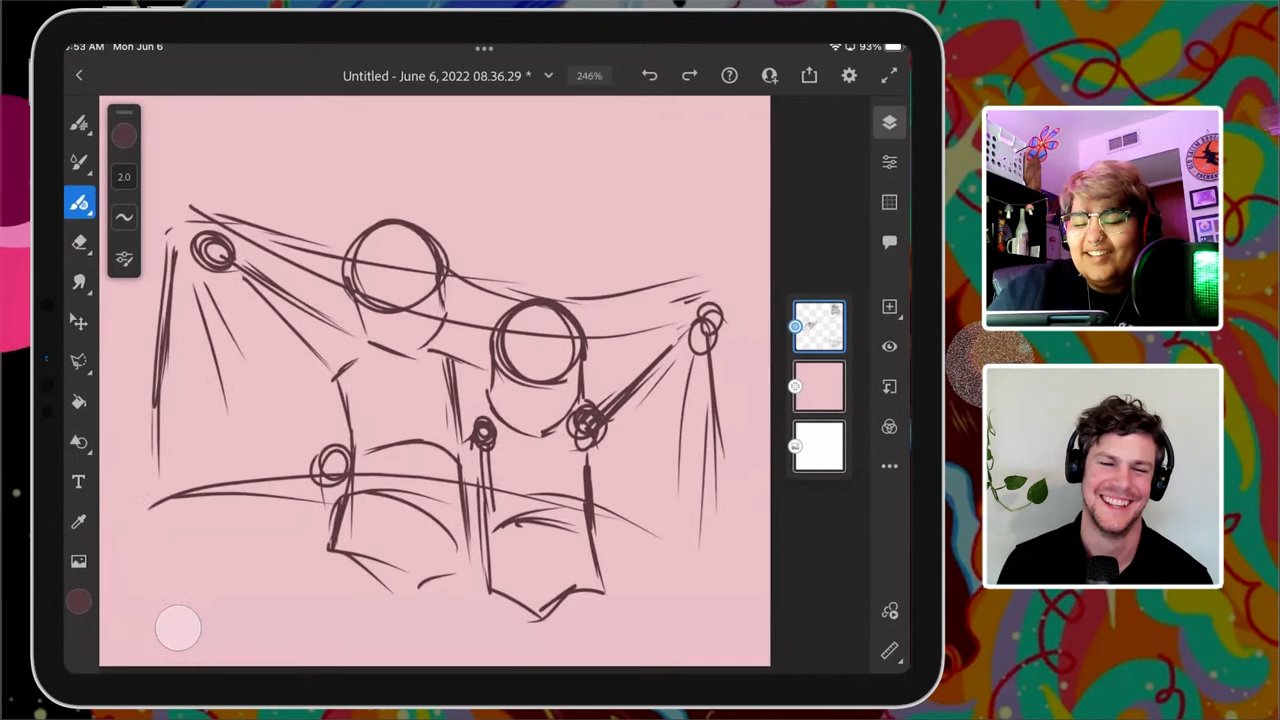 :53 AM Mon Jun 6
93%
Untitled - June 6, 2022 08.36.29 *
246%
2.0
T